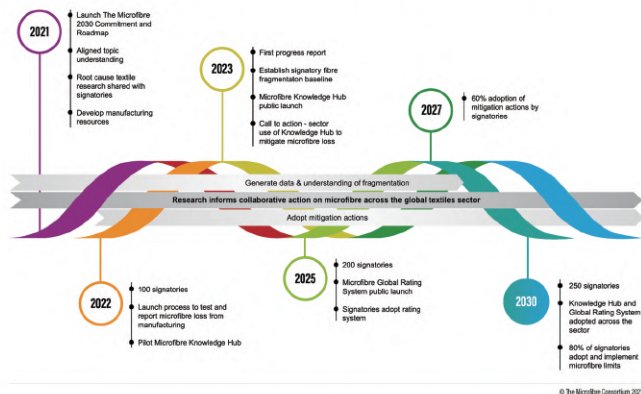 2021
Launch The Microfibre
2030 Commitment and
Roadmap
Aligned topic
understanding
Root cause textile
research shared with
signatories
Develop manufacturing
resources
2023
First progress report
Establish signatory fibre
fragmentation baseline
Microfibre Knowledge Hub
public launch
Call to action - sector
use of Knowledge Hub to
mitigate microfibre loss
2027
60% adoption of
mitigation actions by
signatories
Generate data & understanding of fragmentation
Research informs collaborative action on microfibre across the global textiles sector
Adopt mitigation actions
2022
100 signatories
Launch process to test and
report microfibre loss from
manufacturing
Pilot Microfibre Knowledge Hub
2025
200 signatories
Microfibre Global Rating
System public launch
Signatories adopt rating
system
2030
250 signatories
Knowledge Hub and
Global Rating System
adopted across the
sector
80% of signatories
adopt and implement
microfibre limits
© The Microfibre Consortium